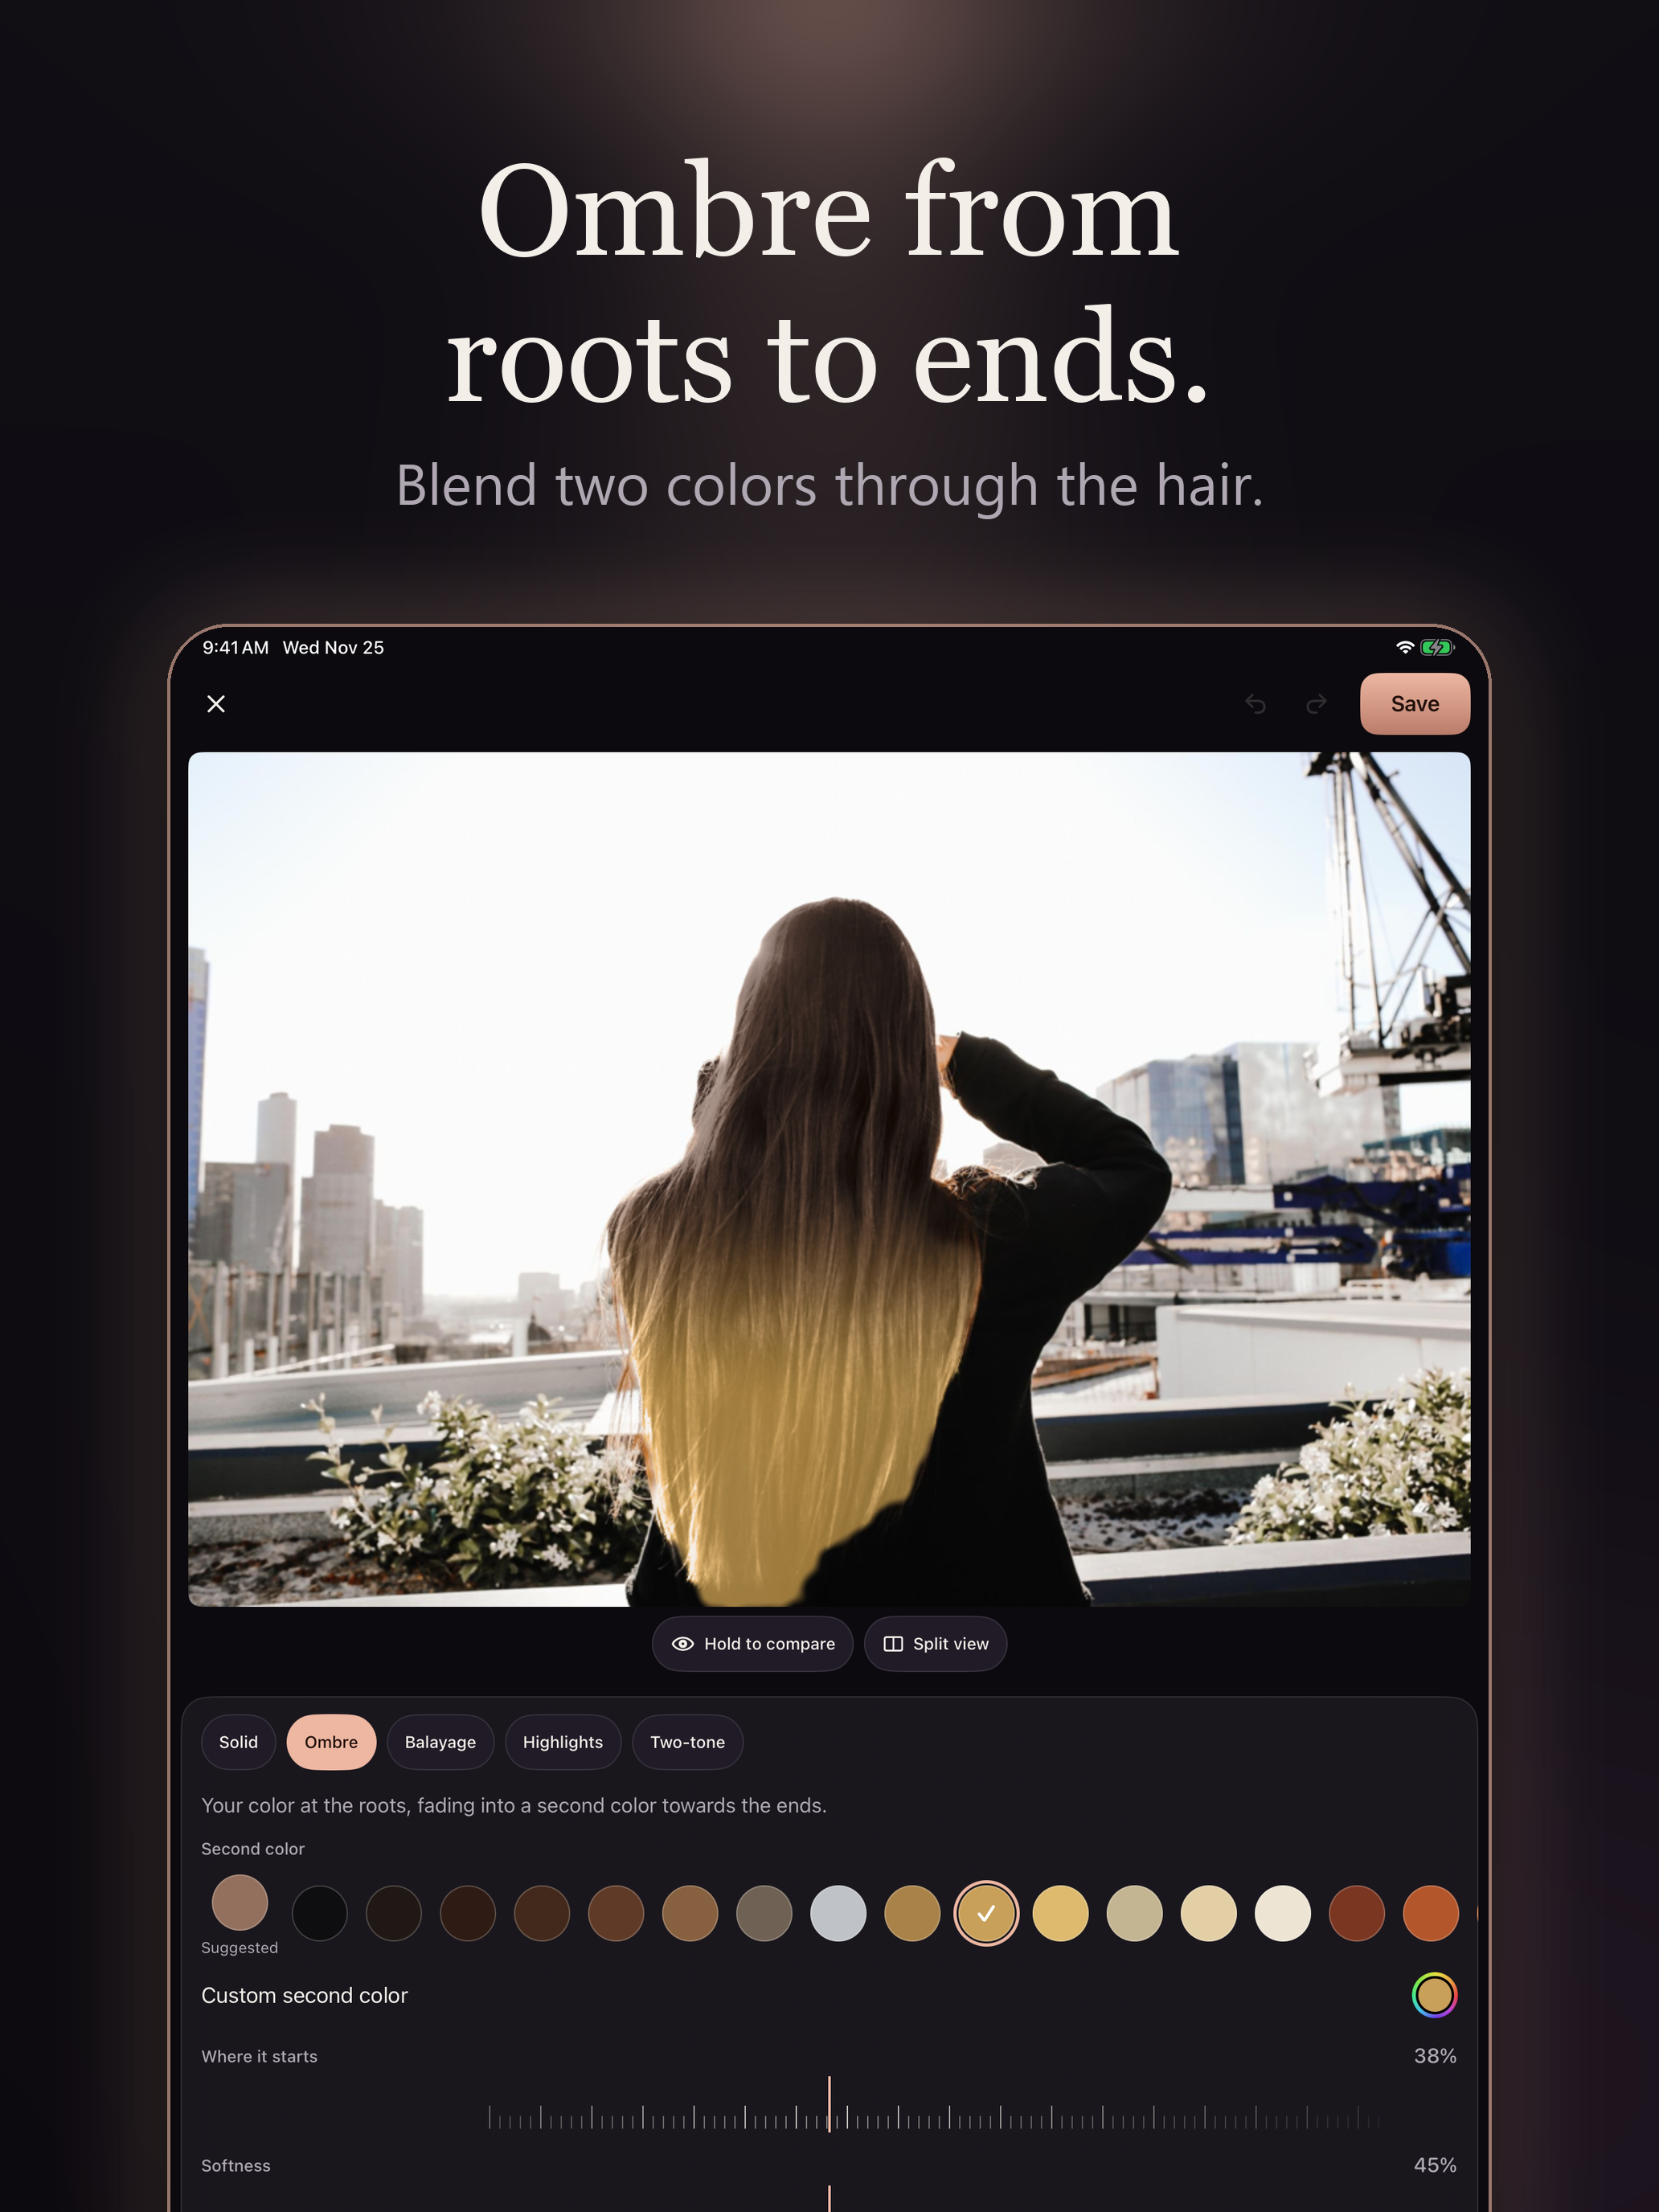 Ombre from
roots to ends.
Blend two colors through the hair.
9:41 AM Wed Nov 25
Save
Hold to compare Split view
Solid Ombre Balayage Highlights Two-tone
Your color at the roots, fading into a second color towards the ends.
Second color
Suggested
Custom second color
Where it starts 38%
Softness 45%